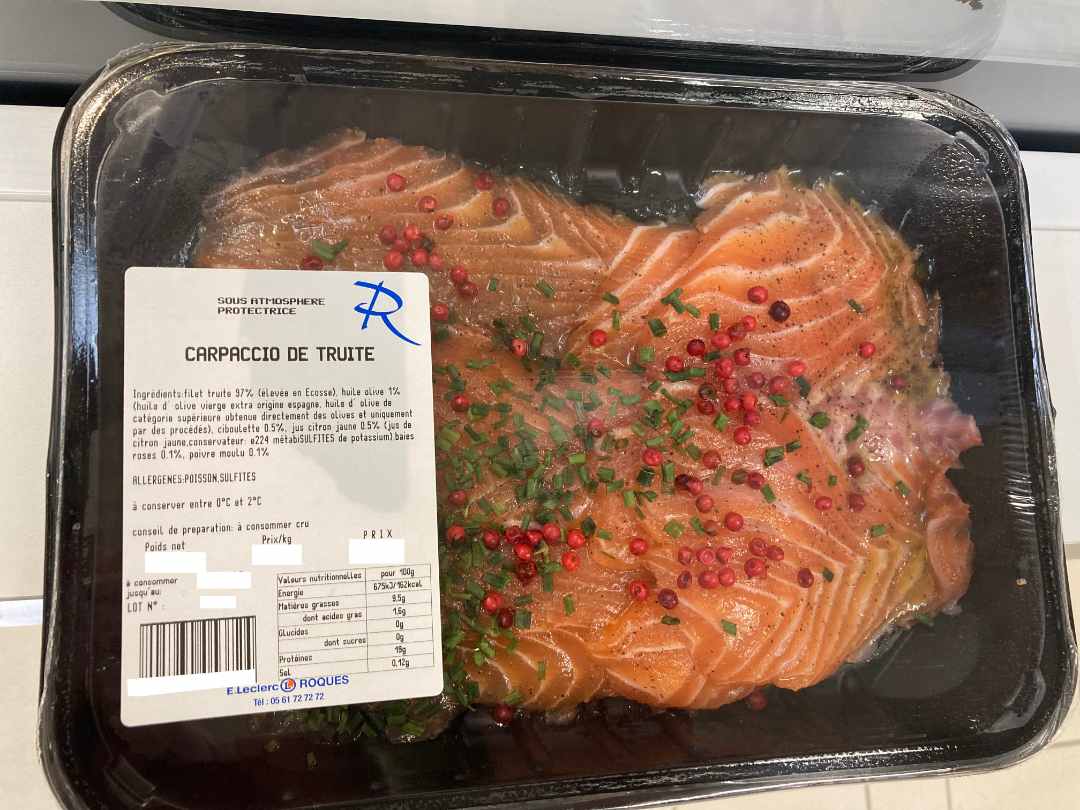 SOUS ATMOSPHERE
PROTECTRICE
R
CARPACCIO DE TRUITE
Ingrédients:filet truite 97% (élevée en Ecosse), huile olive 1%
(huile d' olive vierge extra origine espagne, huile d' olive de
catégorie supérieure obtenue directement des olives et uniquement
par des procédés), ciboulette 0.5%, jus citron jaune 0.5% (jus de
citron jaune,conservateur: e224 métabiSULFITES de potassium),baies
roses 0.1%, poivre moulu 0.1%
ALLERGENES:POISSON,SULFITES
à conserver entre 0°C et 2°C
conseil de preparation: à consommer cru
Poids net Prix/kg PRIX
à consommer
jusqu'au:
LOT N° :
Valeurs nutritionnelles pour 100g
Energie 675kJ/162kcal
Matières grasses 9.5g
dont acides gras 1.6g
Glucides 0g
dont sucres 0g
Protéines 19g
Sel 0.12g
E.Leclerc L ROQUES
Tél : 05 61 72 72 72